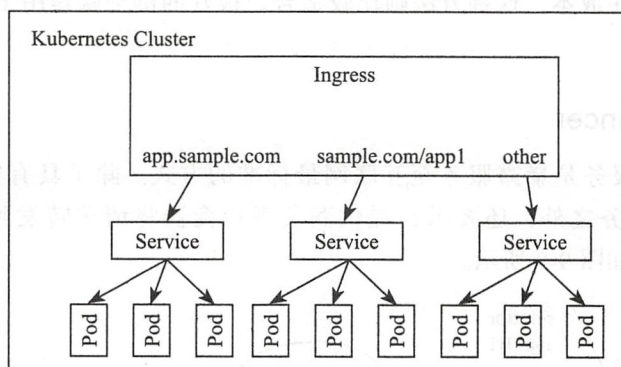 Kubernetes Cluster
Ingress
app.sample.com sample.com/app1 other
Service Service Service
Pod Pod Pod Pod Pod Pod Pod Pod Pod